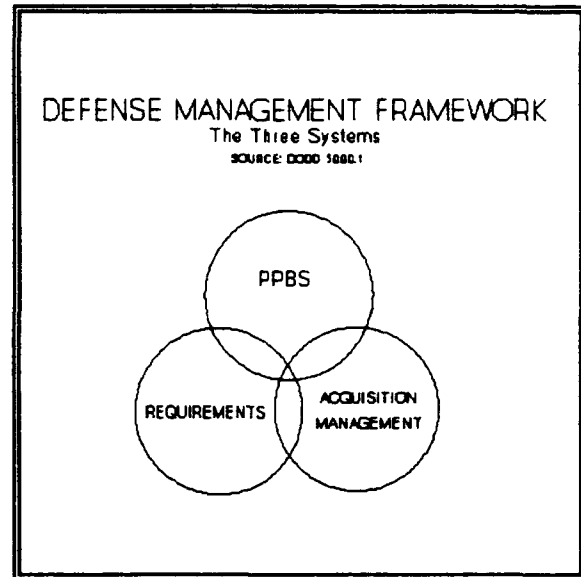 DEFENSE MANAGEMENT FRAMEWORK
The Three Systems
SOURCE: DODD 5000.1
PPBS
REQUIREMENTS
ACQUISITION
MANAGEMENT